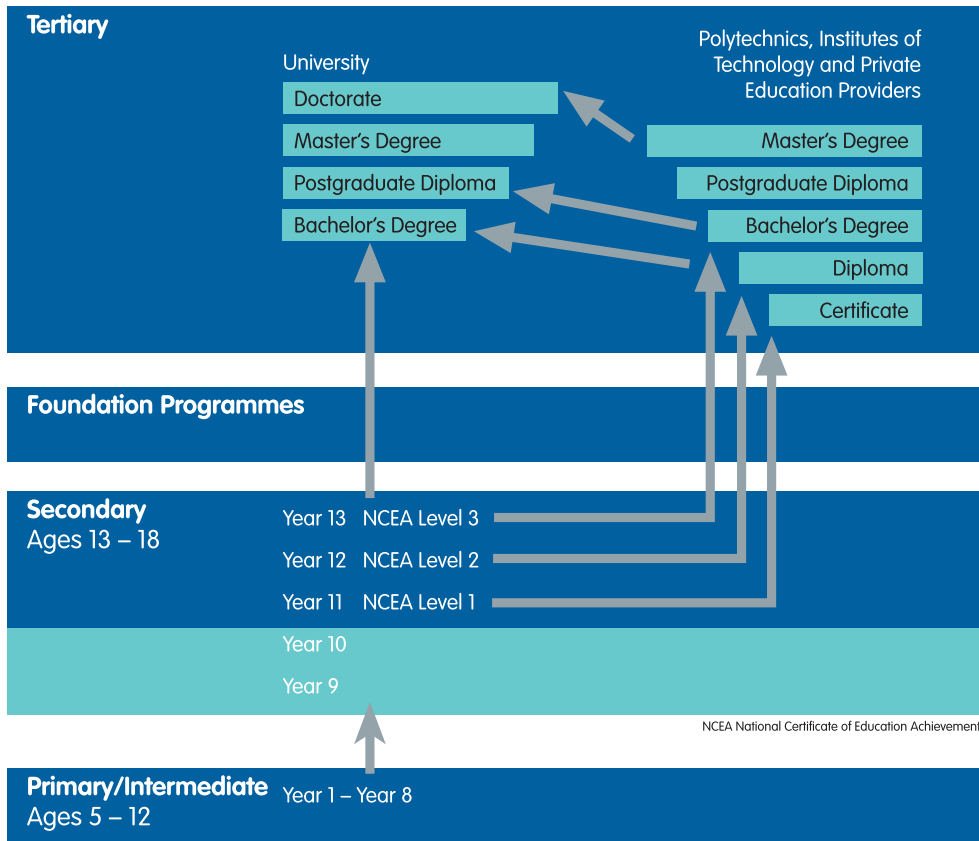 Tertiary
University
Doctorate
Master's Degree
Postgraduate Diploma
Bachelor's Degree
Polytechnics, Institutes of
Technology and Private
Education Providers
Master's Degree
Postgraduate Diploma
Bachelor's Degree
Diploma
Certificate
Foundation Programmes
Secondary
Ages 13 – 18
Year 13 NCEA Level 3
Year 12 NCEA Level 2
Year 11 NCEA Level 1
Year 10
Year 9
NCEA National Certificate of Education Achievement
Primary/Intermediate
Ages 5 – 12
Year 1 – Year 8